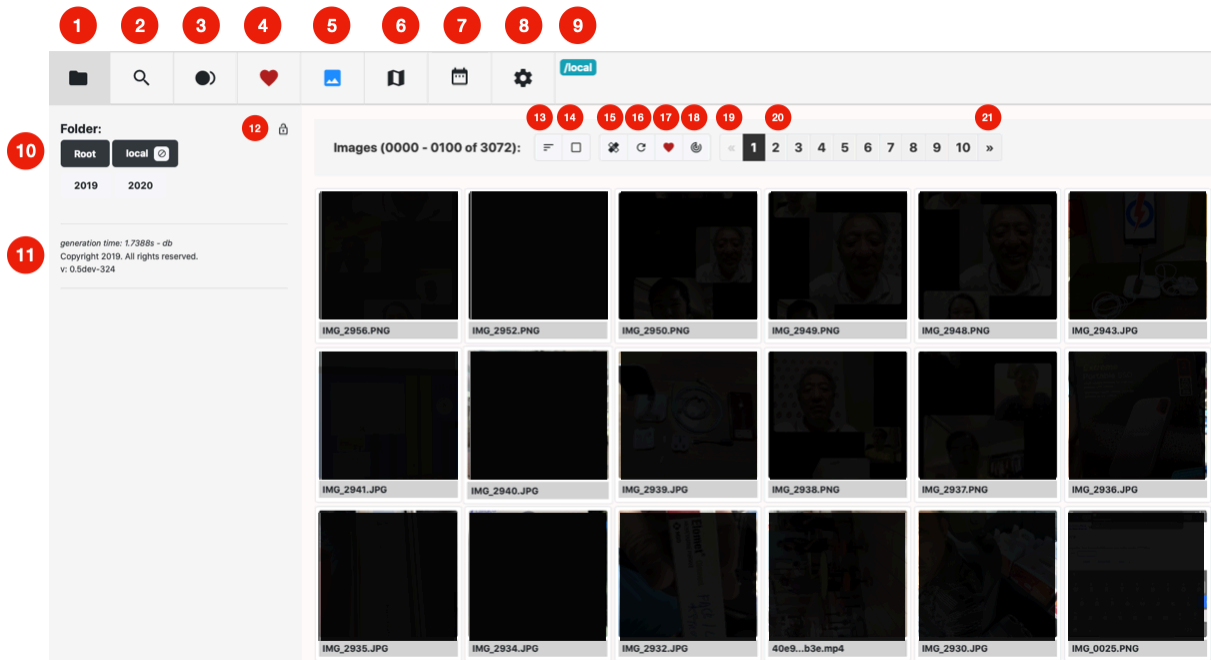 1 2 3 4 5 6 7 8 9
/local
Folder:
12
13 14 15 16 17 18 19 20 21
10
Root local
Images (0000 - 0100 of 3072):
« 1 2 3 4 5 6 7 8 9 10 »
2019 2020
11
generation time: 1.7388s - db
Copyright 2019. All rights reserved.
v: 0.5dev-324
IMG_2956.PNG IMG_2952.PNG IMG_2950.PNG IMG_2949.PNG IMG_2948.PNG IMG_2943.JPG
IMG_2941.JPG IMG_2940.JPG IMG_2939.JPG IMG_2938.PNG IMG_2937.PNG IMG_2936.JPG
IMG_2935.JPG IMG_2934.JPG IMG_2932.JPG 40e9...b3e.mp4 IMG_2930.JPG IMG_0025.PNG